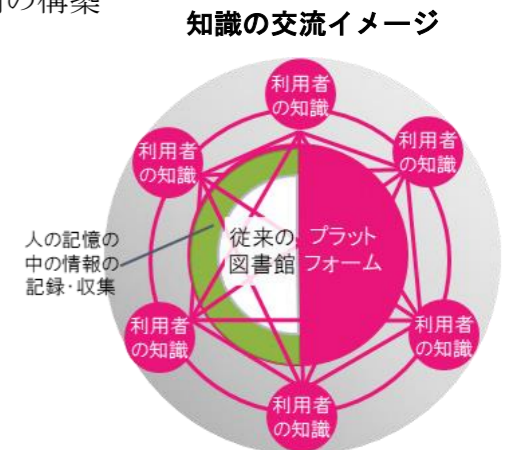 の構築
知識の交流イメージ
利用者
の知識
利用者
の知識
利用者
の知識
人の記憶の
中の情報の
記録・収集
従来の
図書館
プラット
フォーム
利用者
の知識
利用者
の知識
利用者
の知識